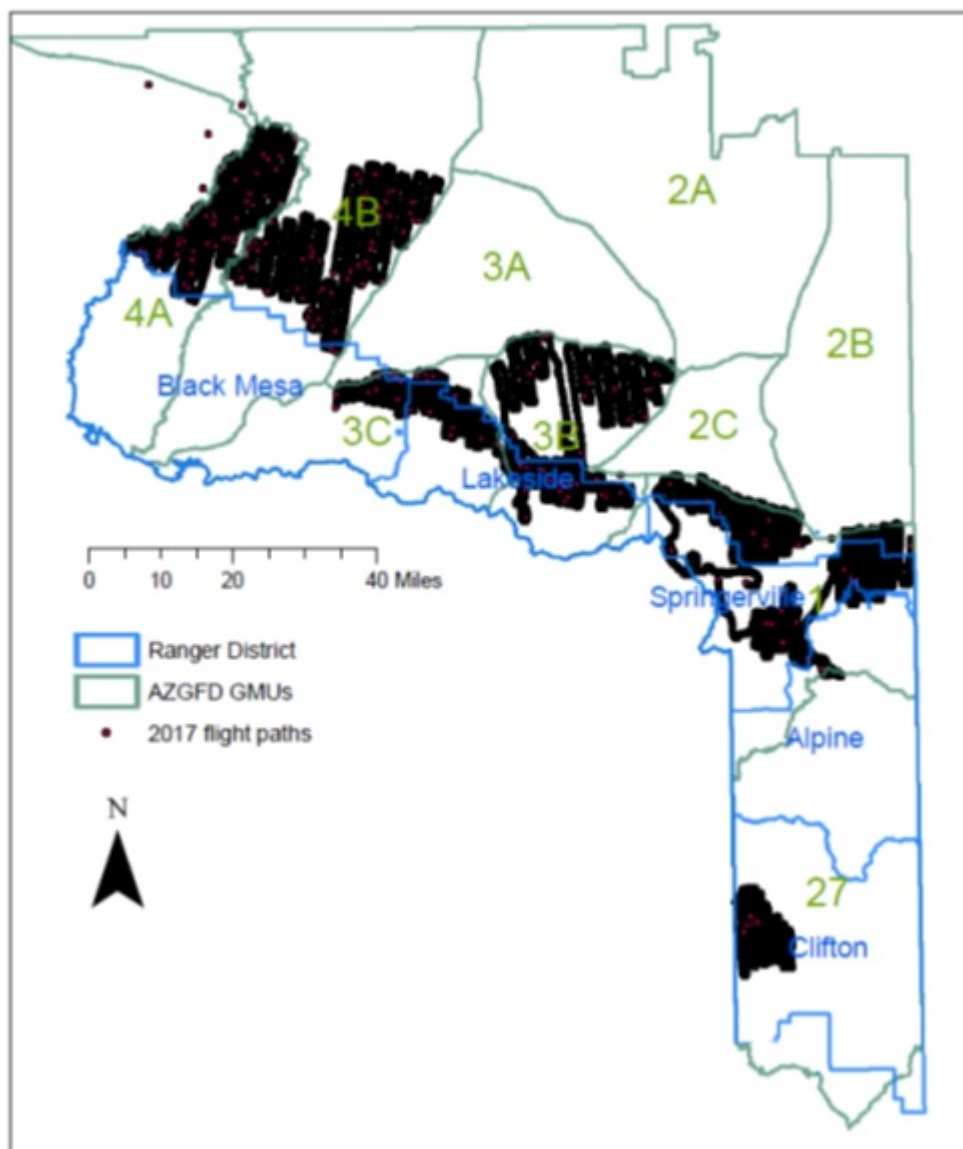 2A
4B
3A
4A
2B
Black Mesa
3C
3B
2C
Lakeside
0 10 20 40 Miles
Springerville
1
Ranger District
AZGFD GMUs
2017 flight paths
Alpine
N
27
Clifton